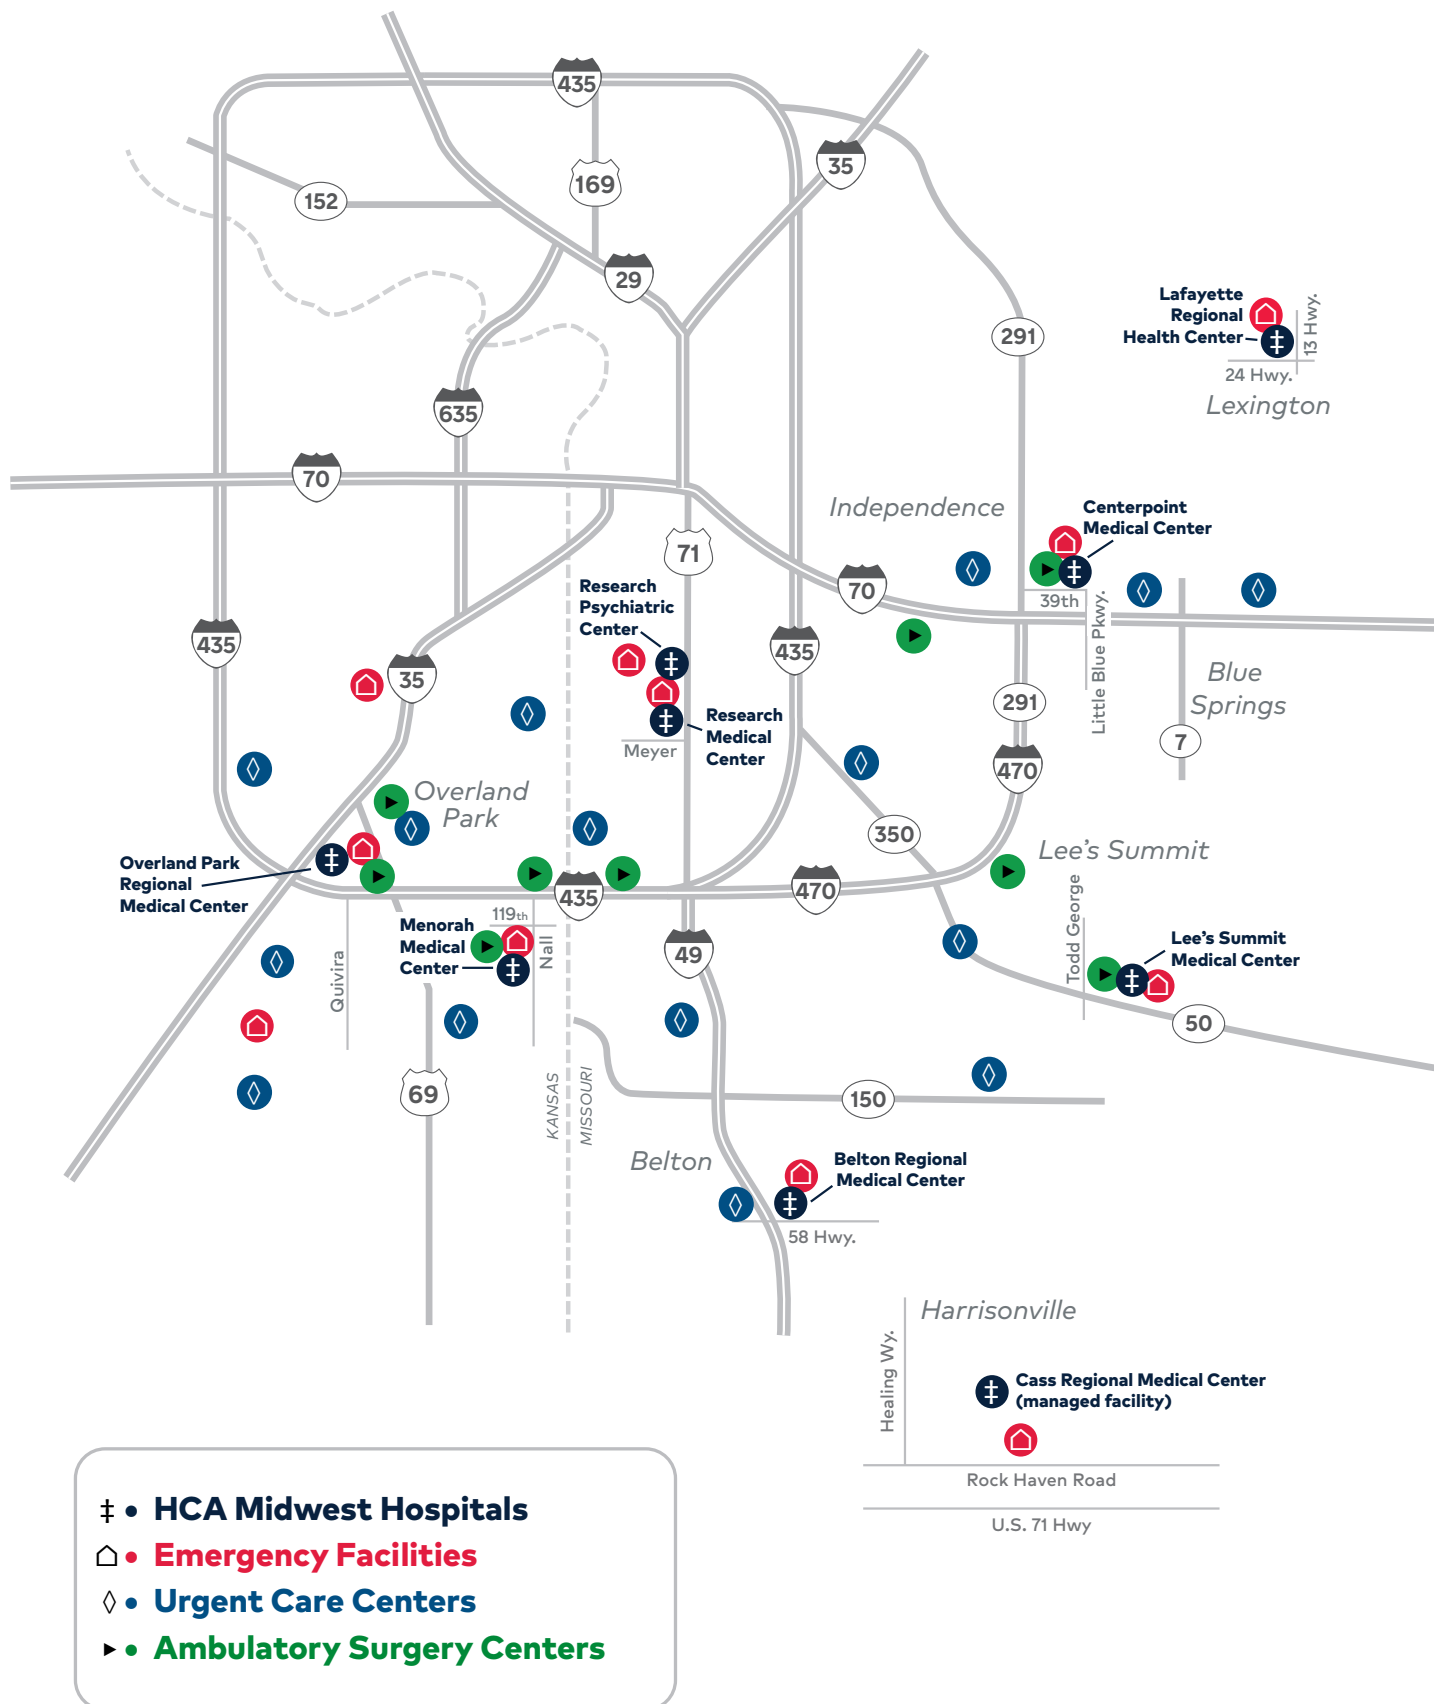 435
35
169
152
29
Lafayette
Regional
Health Center
13 Hwy.
24 Hwy.
Lexington
291
635
70
Independence
Centerpoint
Medical Center
71
70
39th
Little Blue Pkwy.
Research
Psychiatric
Center
435
435
35
Blue
Springs
291
7
Research
Medical
Center
Meyer
470
Overland
Park
350
Lee's Summit
Overland Park
Regional
Medical Center
435
470
Todd George
119th
Menorah
Medical
Center
Nall
Quivira
49
Lee's Summit
Medical Center
50
69
KANSAS
MISSOURI
150
Belton
Belton Regional
Medical Center
58 Hwy.
Harrisonville
Healing Wy.
Cass Regional Medical Center
(managed facility)
Rock Haven Road
U.S. 71 Hwy
HCA Midwest Hospitals
Emergency Facilities
Urgent Care Centers
Ambulatory Surgery Centers